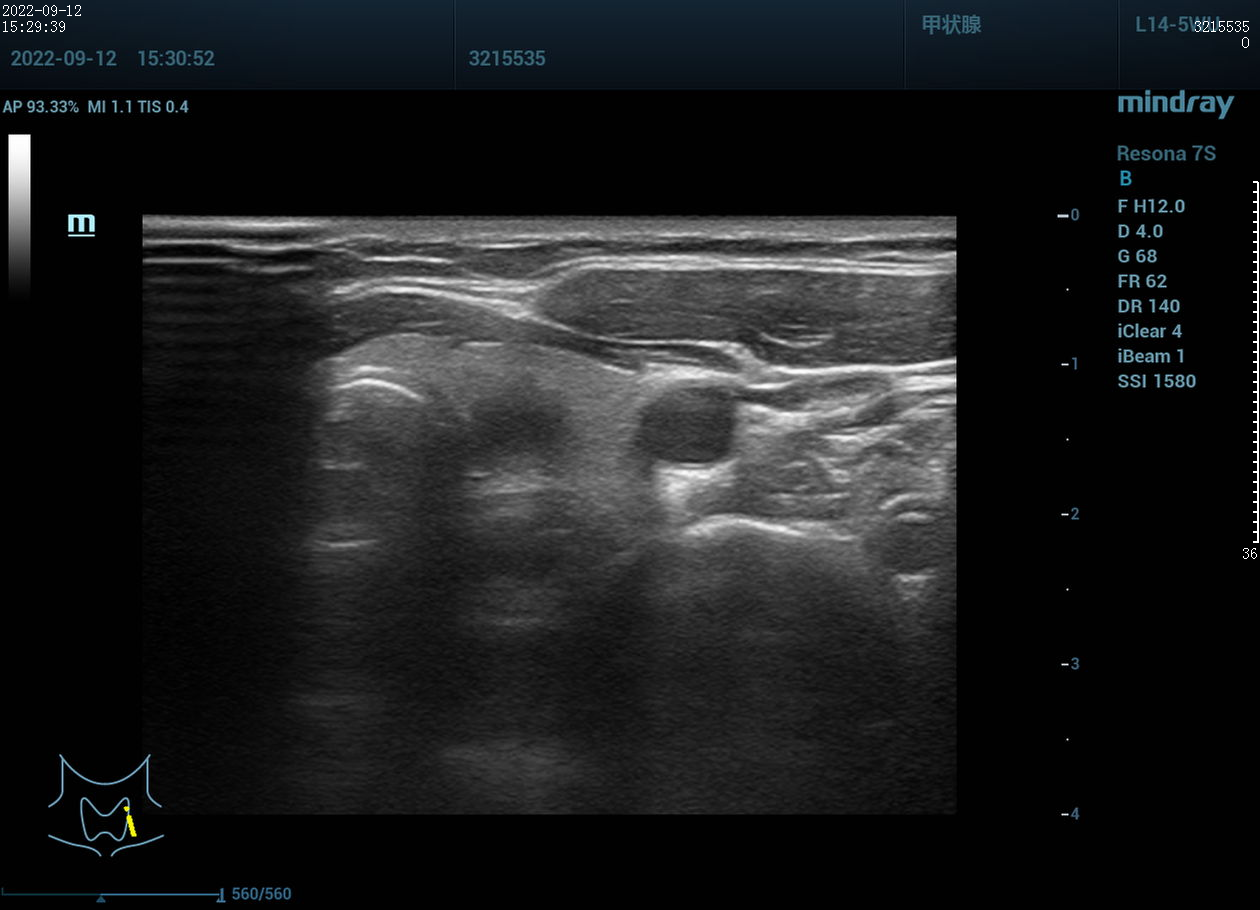 2022-09-12
15:29:39
2022-09-12 15:30:52
3215535
甲状腺
3215535
0
AP 93.33% MI 1.1 TIS 0.4
mindray
Resona 7S
B
F H12.0
D 4.0
G 68
FR 62
DR 140
iClear 4
iBeam 1
SSI 1580
m
0
1
2
3
4
36
560/560